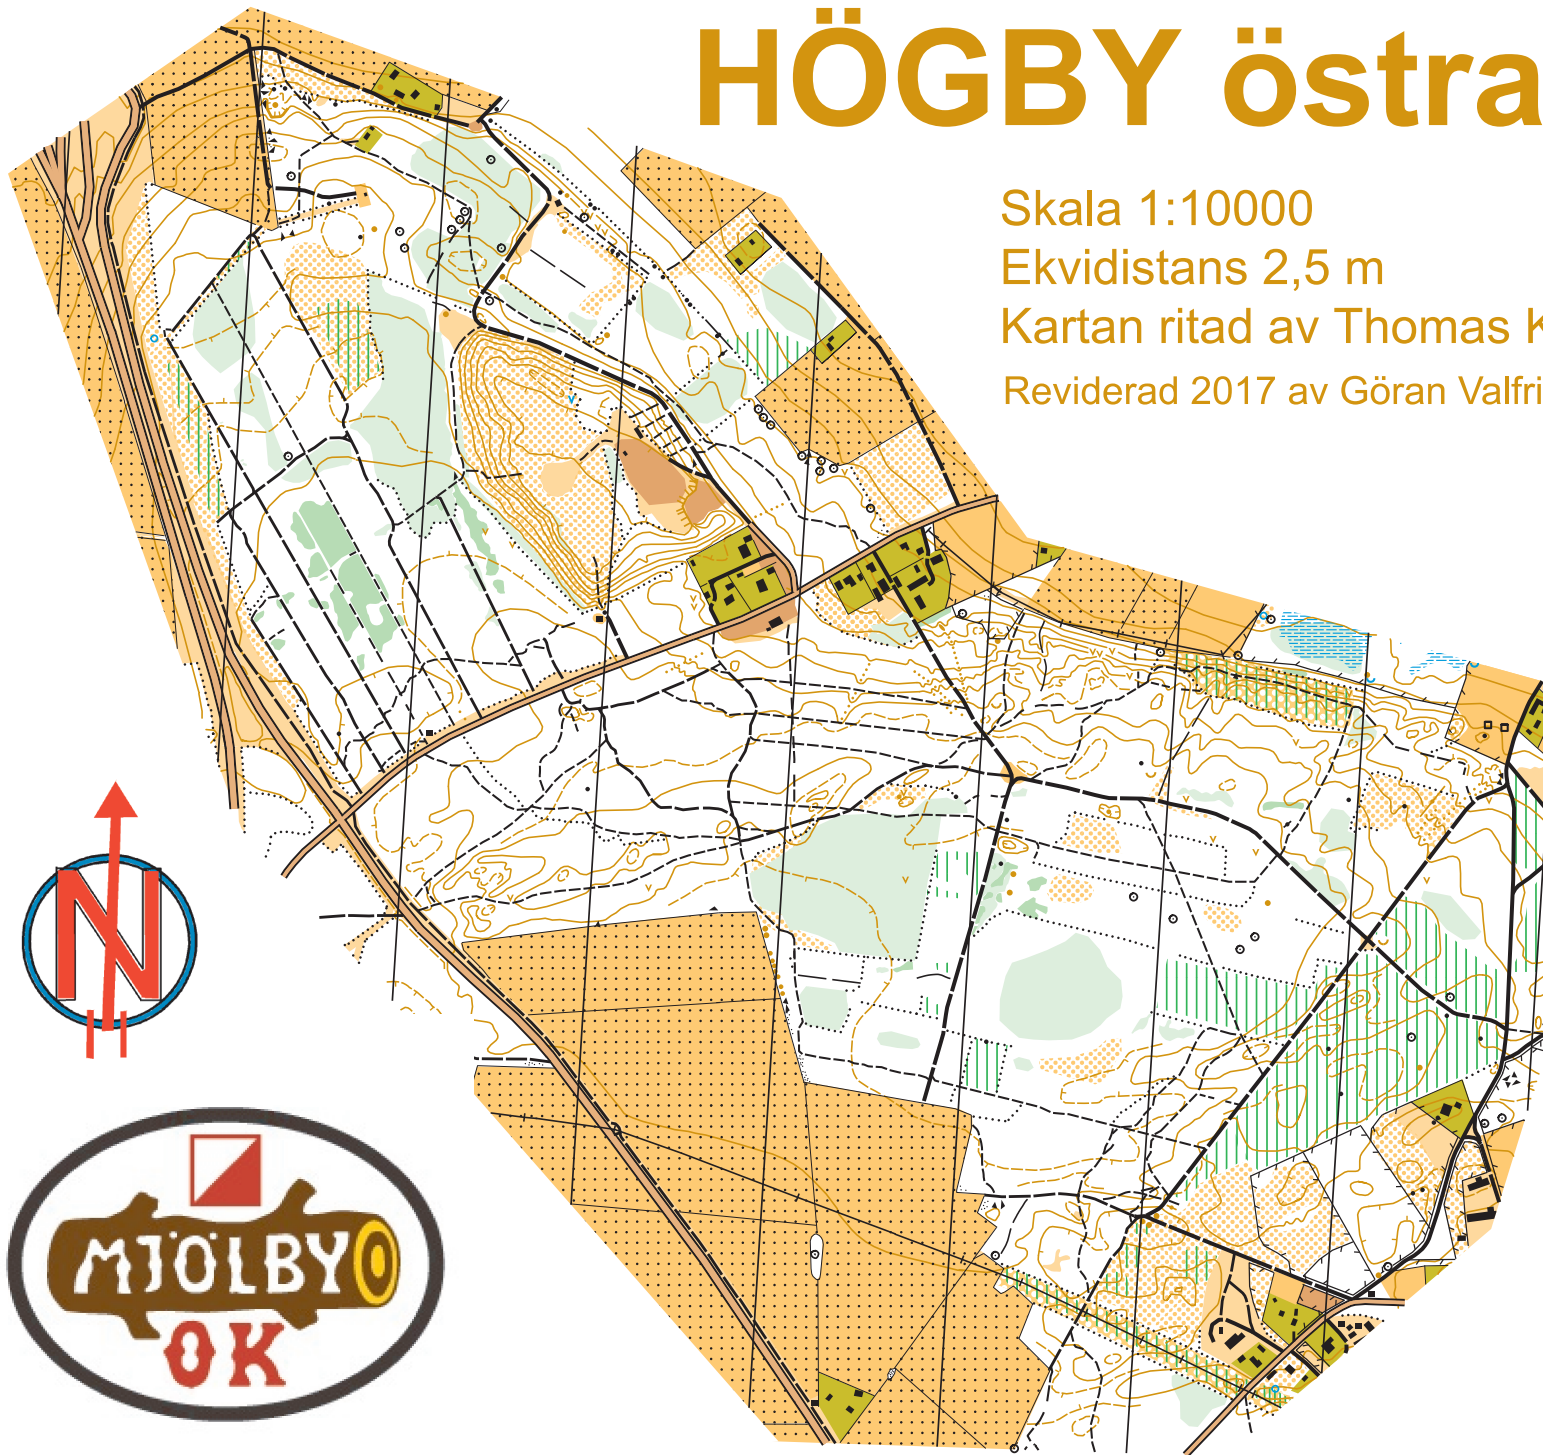 HÖGBY östra
Skala 1:10000
Ekvidistans 2,5 m
Kartan ritad av Thomas
Reviderad 2017 av Göran
N
MJÖLBY
OK